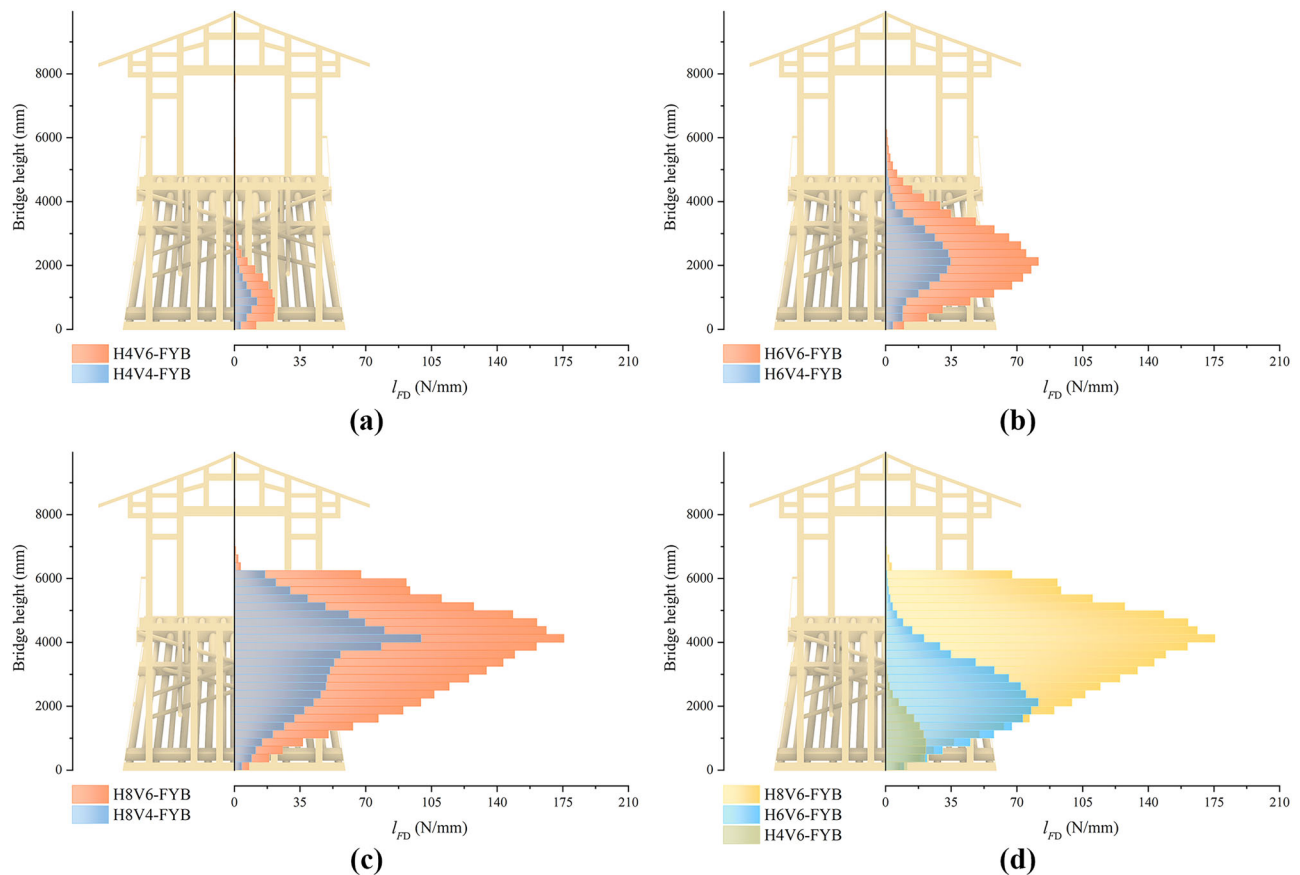 Bridge height (mm)
8000
6000
4000
2000
0
0 35 70 105 140 175 210
H4V6-FYB
H4V4-FYB
lFD (N/mm)
(a)
Bridge height (mm)
8000
6000
4000
2000
0
0 35 70 105 140 175 210
H6V6-FYB
H6V4-FYB
lFD (N/mm)
(b)
Bridge height (mm)
8000
6000
4000
2000
0
0 35 70 105 140 175 210
H8V6-FYB
H8V4-FYB
lFD (N/mm)
(c)
Bridge height (mm)
8000
6000
4000
2000
0
0 35 70 105 140 175 210
H8V6-FYB
H6V6-FYB
H4V6-FYB
lFD (N/mm)
(d)